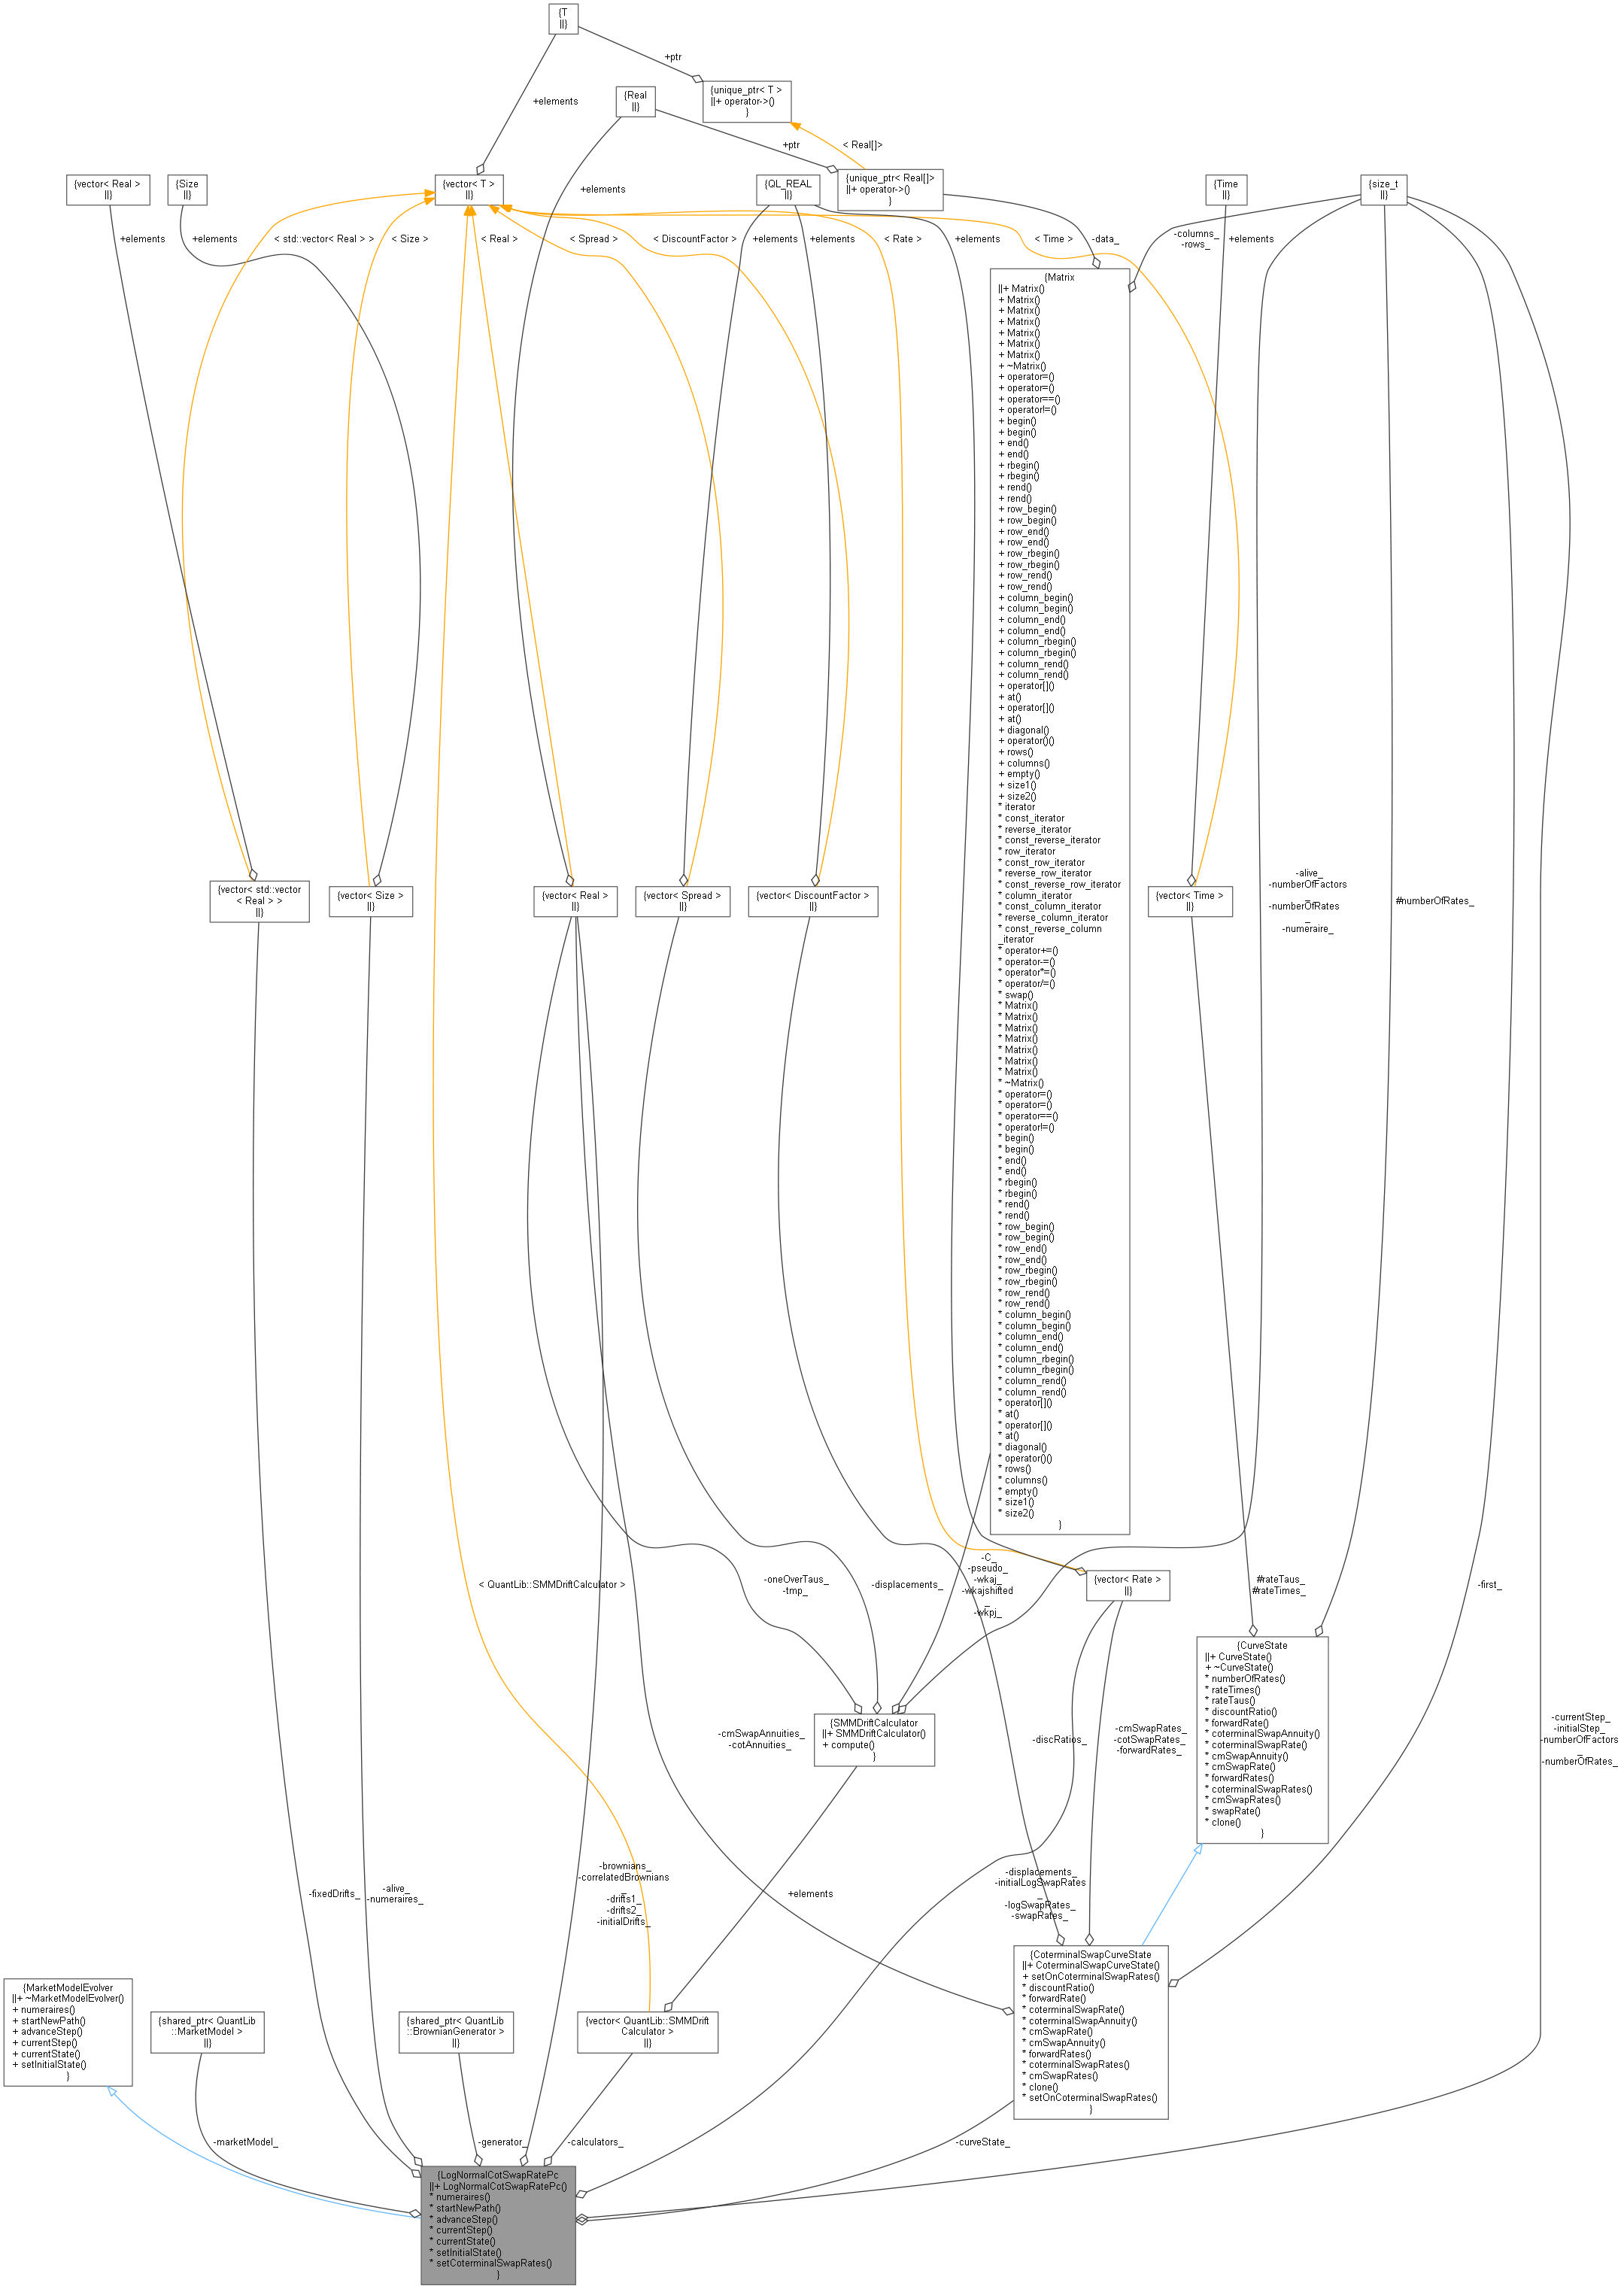 {T
||}
+ptr
{unique_ptr< T >
||+ operator->()
}
{Real
||}
+elements
+ptr
< Real[]>
{vector< Real >
||}
{Size
||}
{vector< T >
||}
{QL_REAL
||}
{unique_ptr< Real[]>
||+ operator->()
}
{Time
||}
{size_t
||}
+elements
+elements
+elements
< std::vector< Real > >
< Size >
< Real >
< Spread >
< DiscountFactor >
+elements
+elements
< Rate >
+elements
< Time >
-data_
-columns_
-rows_
+elements
{Matrix
||+ Matrix()
+ Matrix()
+ Matrix()
+ Matrix()
+ Matrix()
+ Matrix()
+ Matrix()
+ ~Matrix()
+ operator=()
+ operator=()
+ operator==()
+ operator!=()
+ begin()
+ begin()
+ end()
+ end()
+ rbegin()
+ rbegin()
+ rend()
+ rend()
+ row_begin()
+ row_begin()
+ row_end()
+ row_end()
+ row_rbegin()
+ row_rbegin()
+ row_rend()
+ row_rend()
+ column_begin()
+ column_begin()
+ column_end()
+ column_end()
+ column_rbegin()
+ column_rbegin()
+ column_rend()
+ column_rend()
+ operator[]()
+ at()
+ operator[]()
+ at()
+ diagonal()
+ operator()()
+ rows()
+ columns()
+ empty()
+ size1()
+ size2()
* iterator
* const_iterator
* reverse_iterator
* const_reverse_iterator
* row_iterator
* const_row_iterator
* reverse_row_iterator
* const_reverse_row_iterator
* column_iterator
* const_column_iterator
* reverse_column_iterator
* const_reverse_column
_iterator
* operator+=()
* operator-=()
* operator*=()
* operator/=()
* swap()
* Matrix()
* Matrix()
* Matrix()
* Matrix()
* Matrix()
* Matrix()
* Matrix()
* ~Matrix()
* operator=()
* operator=()
* operator==()
* operator!=()
* begin()
* begin()
* end()
* end()
* rbegin()
* rbegin()
* rend()
* rend()
* row_begin()
* row_begin()
* row_end()
* row_end()
* row_rbegin()
* row_rbegin()
* row_rend()
* row_rend()
* column_begin()
* column_begin()
* column_end()
* column_end()
* column_rbegin()
* column_rbegin()
* column_rend()
* column_rend()
* operator[]()
* at()
* operator[]()
* at()
* diagonal()
* operator()()
* rows()
* columns()
* empty()
* size1()
* size2()
}
{vector< std::vector
< Real > >
||}
{vector< Size >
||}
{vector< Real >
||}
{vector< Spread >
||}
{vector< DiscountFactor >
||}
{vector< Time >
||}
-alive_
-numberOfFactors
_
-numberOfRates
_
-numeraire_
#numberOfRates_
< QuantLib::SMMDriftCalculator >
-oneOverTaus_
-tmp_
-displacements_
-C_
-pseudo_
-wkaj_
-wkajshifted
_
-wkpj_
{vector< Rate >
||}
#rateTaus_
#rateTimes_
-first_
{CurveState
||+ CurveState()
+ ~CurveState()
* numberOfRates()
* rateTimes()
* rateTaus()
* discountRatio()
* forwardRate()
* coterminalSwapAnnuity()
* coterminalSwapRate()
* cmSwapAnnuity()
* cmSwapRate()
* forwardRates()
* coterminalSwapRates()
* cmSwapRates()
* swapRate()
* clone()
}
{SMMDriftCalculator
||+ SMMDriftCalculator()
+ compute()
}
-cmSwapAnnuities_
-cotAnnuities_
-discRatios_
-cmSwapRates_
-cotSwapRates_
-forwardRates_
-currentStep_
-initialStep_
-numberOfFactors
_
-numberOfRates_
-fixedDrifts_
-alive_
-numeraires_
-brownians_
-correlatedBrownians
_
-drifts1_
-drifts2_
-initialDrifts_
+elements
-displacements_
-initialLogSwapRates
_
-logSwapRates_
-swapRates_
{CoterminalSwapCurveState
||+ CoterminalSwapCurveState()
+ setOnCoterminalSwapRates()
* discountRatio()
* forwardRate()
* coterminalSwapRate()
* coterminalSwapAnnuity()
* cmSwapRate()
* cmSwapAnnuity()
* forwardRates()
* coterminalSwapRates()
* cmSwapRates()
* clone()
* setOnCoterminalSwapRates()
}
{MarketModelEvolver
||+ ~MarketModelEvolver()
+ numeraires()
+ startNewPath()
+ advanceStep()
+ currentStep()
+ currentState()
+ setInitialState()
}
{shared_ptr< QuantLib
::MarketModel >
||}
{shared_ptr< QuantLib
::BrownianGenerator >
||}
{vector< QuantLib::SMMDrift
Calculator >
||}
-marketModel_
-generator_
-calculators_
-curveState_
{LogNormalCotSwapRatePc
||+ LogNormalCotSwapRatePc()
* numeraires()
* startNewPath()
* advanceStep()
* currentStep()
* currentState()
* setInitialState()
* setCoterminalSwapRates()
}